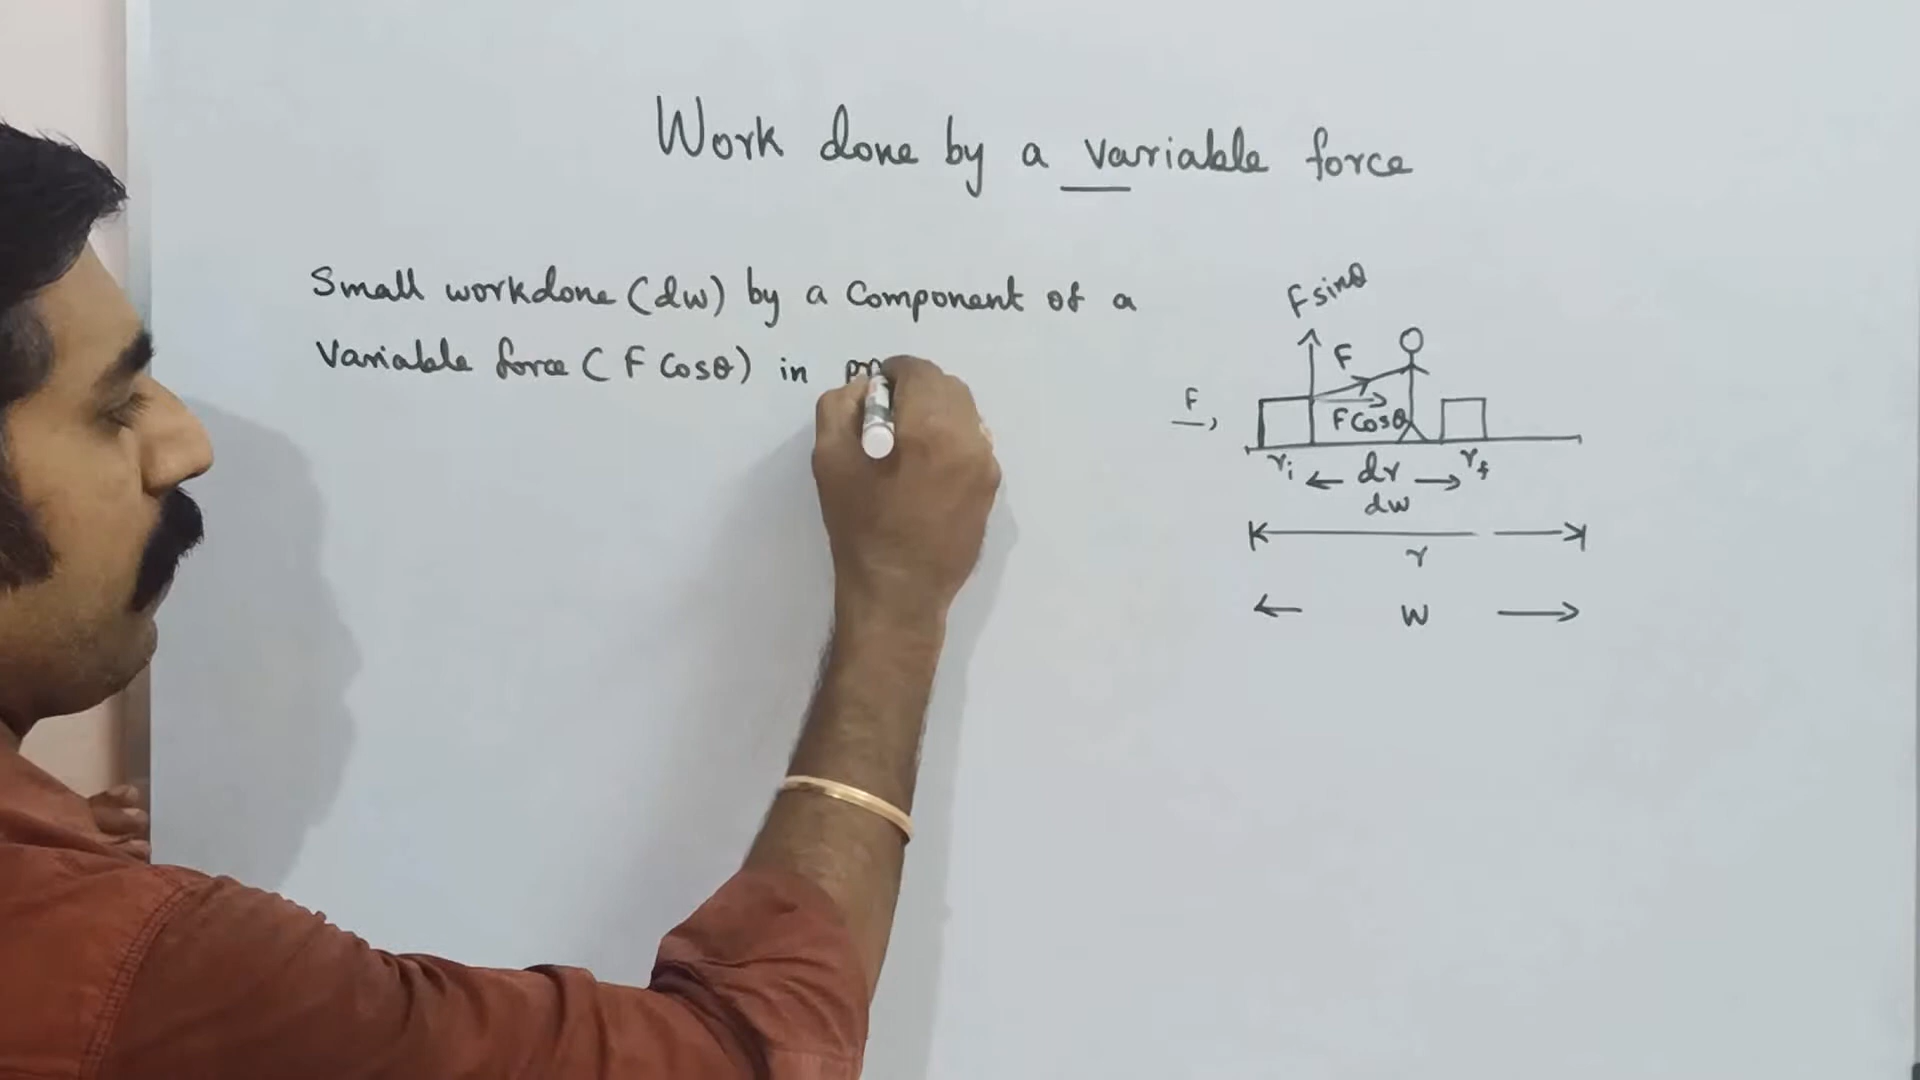 Work done by a variable force
Small workdone (dw) by a Component of a
Variable force ( F Cosθ) in
F sinθ
F
F
F Cosθ
ri
dr
rf
dw
r
W